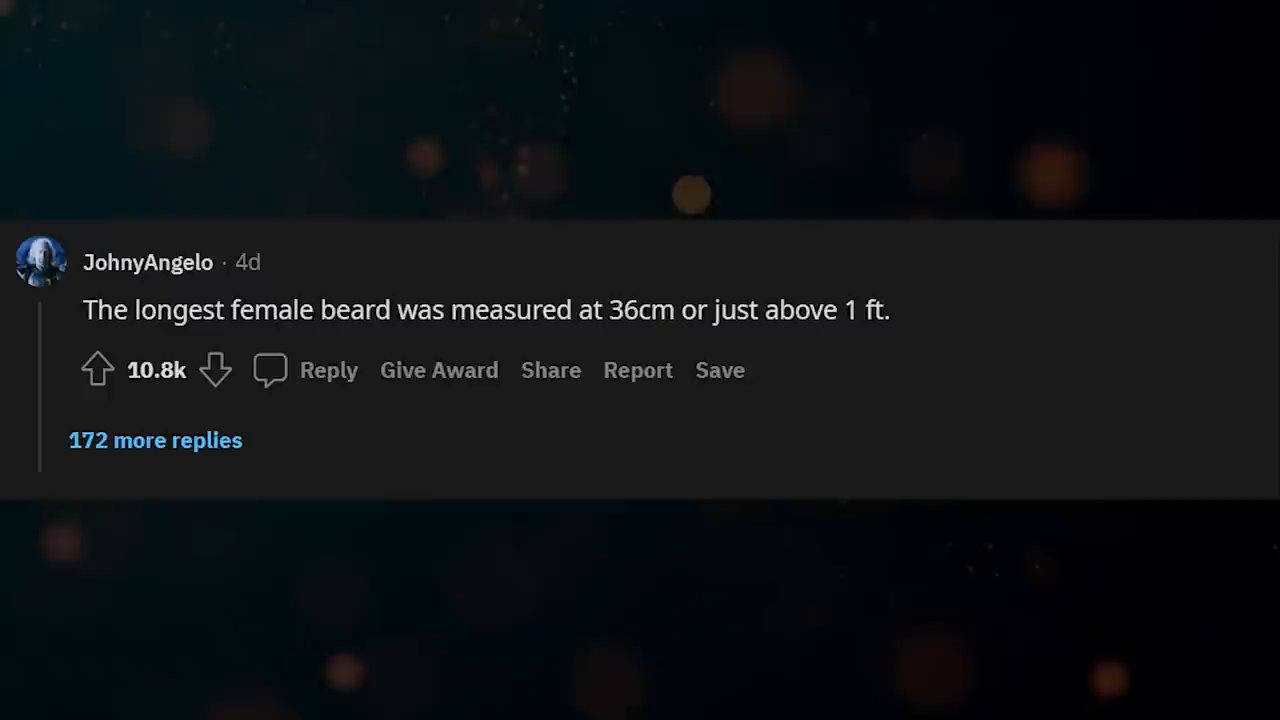 JohnyAngelo · 4d
The longest female beard was measured at 36cm or just above 1 ft.
10.8k Reply Give Award Share Report Save
172 more replies